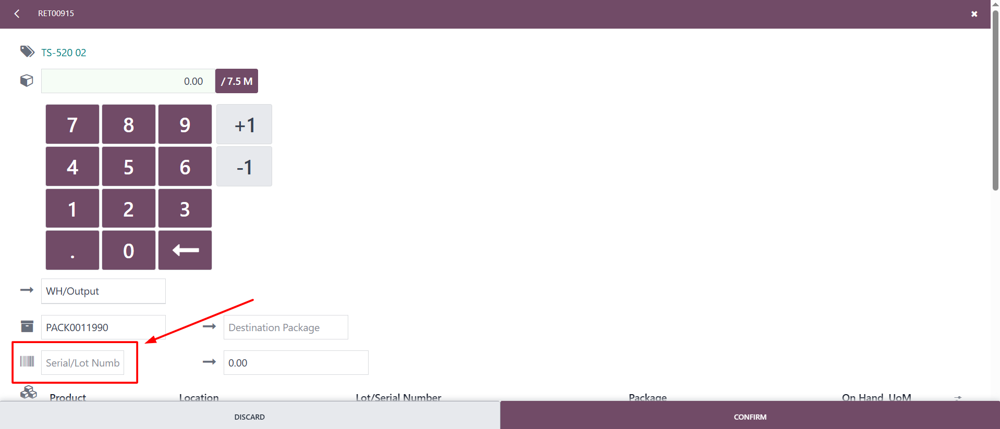 RET00915
TS-520 02
0.00 / 7.5 M
7 8 9 +1
4 5 6 -1
1 2 3
. 0
WH/Output
PACK0011990 Destination Package
Serial/Lot Numb 0.00
Product Location Lot/Serial Number Package On Hand UoM
DISCARD CONFIRM